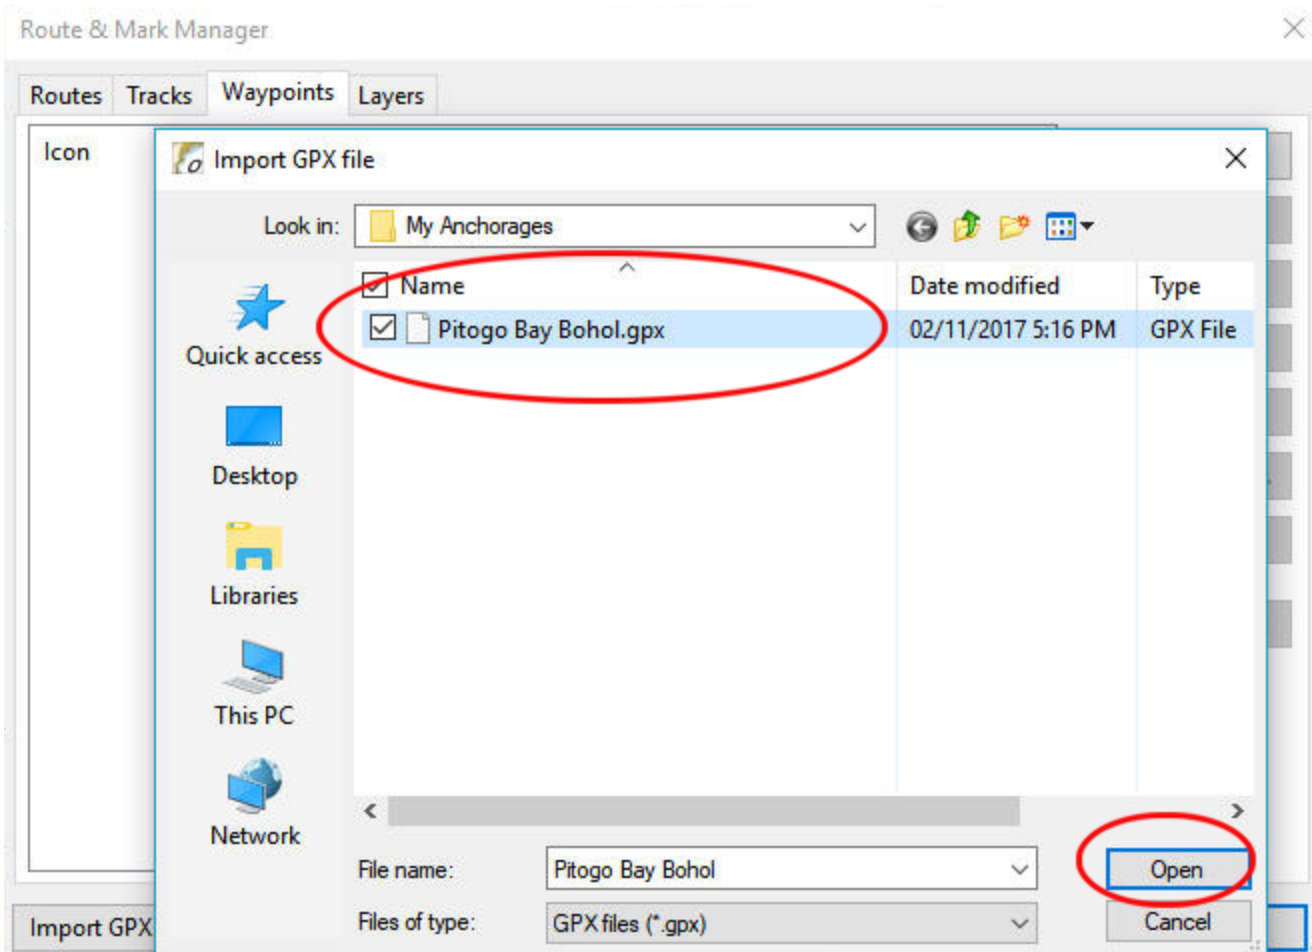 Route & Mark Manager
Routes Tracks Waypoints Layers
Icon
Import GPX file
Look in: My Anchorages
Name Date modified Type
Pitogo Bay Bohol.gpx 02/11/2017 5:16 PM GPX File
Quick access
Desktop
Libraries
This PC
Network
File name: Pitogo Bay Bohol Open
Files of type: GPX files (*.gpx) Cancel
Import GPX